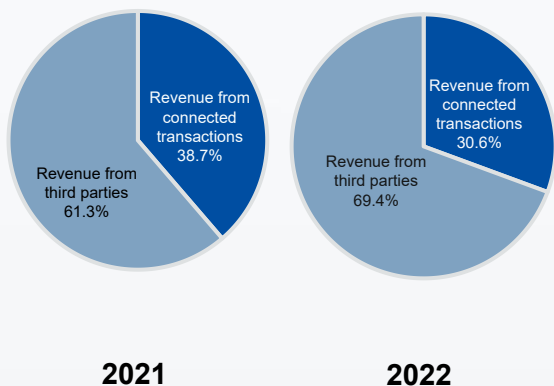 Revenue from
connected
transactions
38.7%
Revenue from
third parties
61.3%
2021
Revenue from
connected
transactions
30.6%
Revenue from
third parties
69.4%
2022